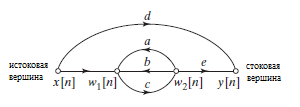 d
a
истоковая вершина
b
e
стоковая вершина
x[n]
w₁[n]
c
w₂[n]
y[n]